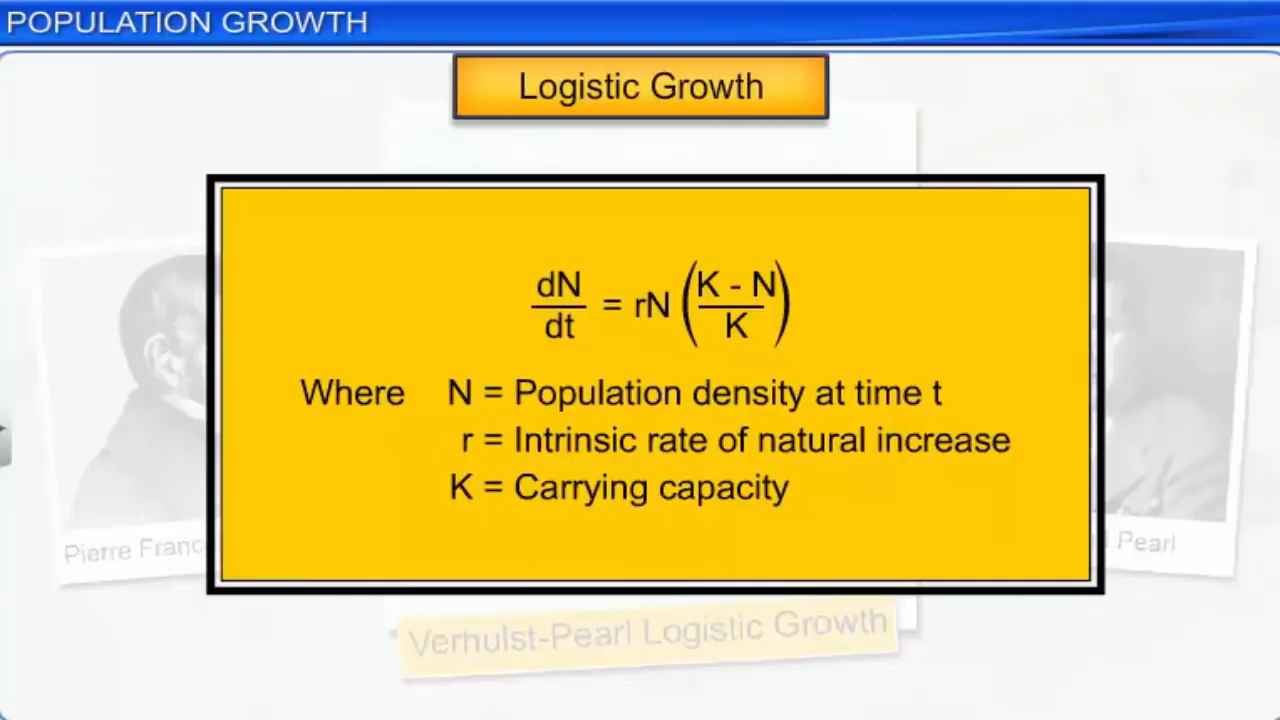 POPULATION GROWTH
Logistic Growth
dN/dt = rN ((K - N)/K)
Where N = Population density at time t
r = Intrinsic rate of natural increase
K = Carrying capacity
Pierre Pearl
Verhulst-Pearl Logistic Growth